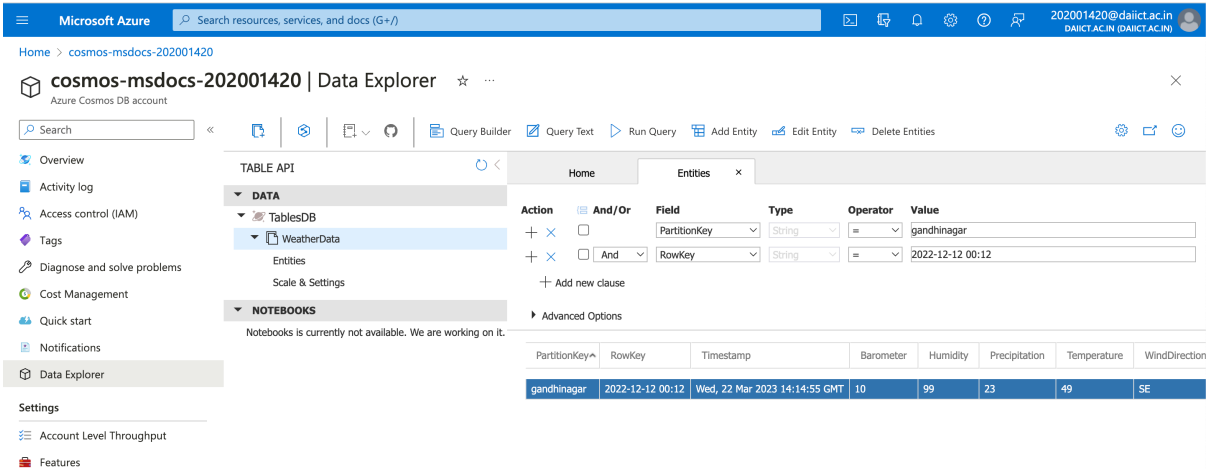 Microsoft Azure
Search resources, services, and docs (G+/)
202001420@daiict.ac.in
DAIICT.AC.IN (DAIICT.AC.IN)
Home > cosmos-msdocs-202001420
cosmos-msdocs-202001420 | Data Explorer
Azure Cosmos DB account
Search
Overview
Activity log
Access control (IAM)
Tags
Diagnose and solve problems
Cost Management
Quick start
Notifications
Data Explorer
Settings
Account Level Throughput
Features
Query Builder Query Text Run Query Add Entity Edit Entity Delete Entities
TABLE API
DATA
TablesDB
WeatherData
Entities
Scale & Settings
NOTEBOOKS
Notebooks is currently not available. We are working on it.
Home Entities
Action And/Or Field Type Operator Value
PartitionKey String = gandhinagar
And RowKey String = 2022-12-12 00:12
Add new clause
Advanced Options
PartitionKey RowKey Timestamp Barometer Humidity Precipitation Temperature WindDirection
gandhinagar 2022-12-12 00:12 Wed, 22 Mar 2023 14:14:55 GMT 10 99 23 49 SE